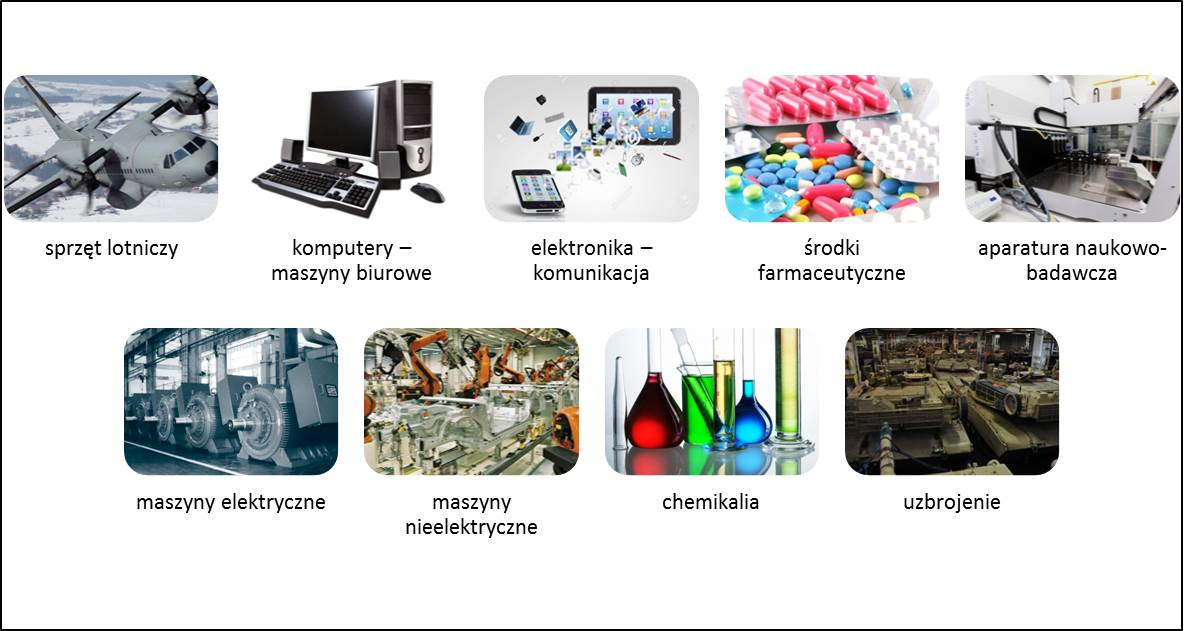 sprzęt lotniczy
komputery –
maszyny biurowe
elektronika –
komunikacja
środki
farmaceutyczne
aparatura naukowo-
badawcza
maszyny elektryczne
maszyny
nieelektryczne
chemikalia
uzbrojenie